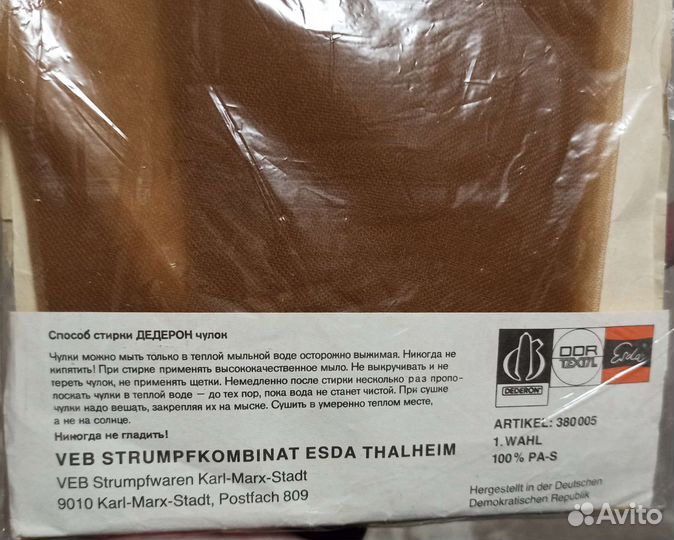 Способ стирки ДЕДЕРОН чулок
Чулки можно мыть только в теплой мыльной воде осторожно выжимая. Никогда не
кипятить! При стирке применять высококачественное мыло. Не выкручивать и не
тереть чулок, не применять щетки. Немедленно после стирки несколько раз пропо-
лоскать чулки в теплой воде — до тех пор, пока вода не станет чистой. При сушке
чулки надо вешать, закрепляя их на мыске. Сушить в умеренно теплом месте,
а не на солнце.
Никогда не гладить!
VEB STRUMPFKOMBINAT ESDA THALHEIM
VEB Strumpfwaren Karl-Marx-Stadt
9010 Karl-Marx-Stadt, Postfach 809
DEDERON
DDR
TEXTIL
Esda
ARTIKEL: 380005
1. WAHL
100% PA-S
Hergestellt in der Deutschen
Demokratischen Republik
Avito